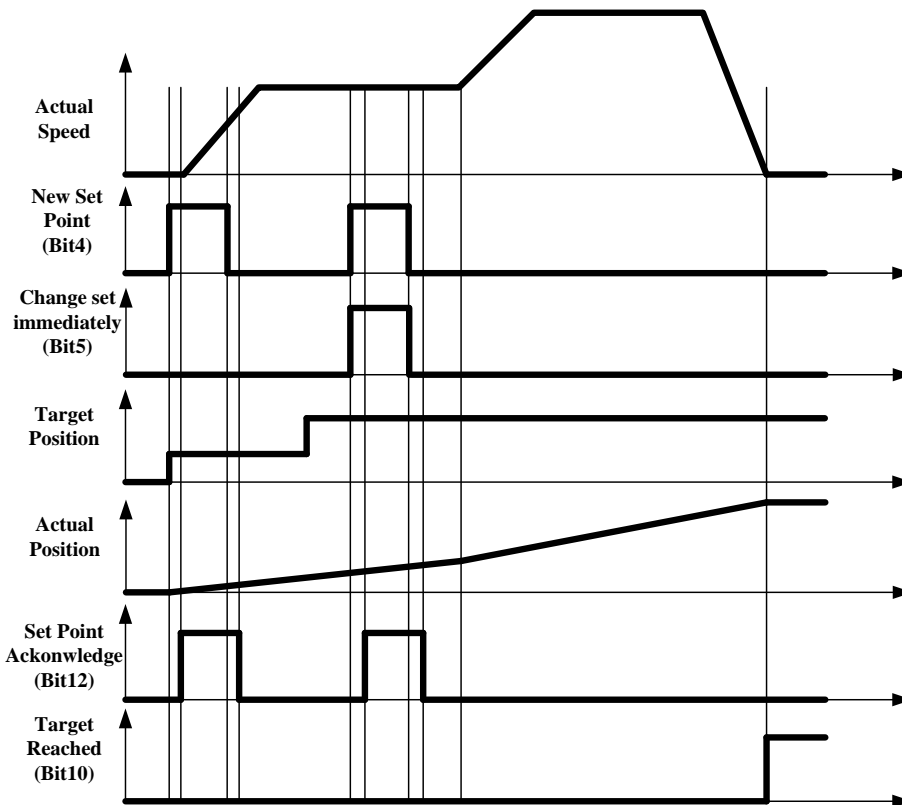 Actual
Speed
New Set
Point
(Bit4)
Change set
immediately
(Bit5)
Target
Position
Actual
Position
Set Point
Ackonwledge
(Bit12)
Target
Reached
(Bit10)